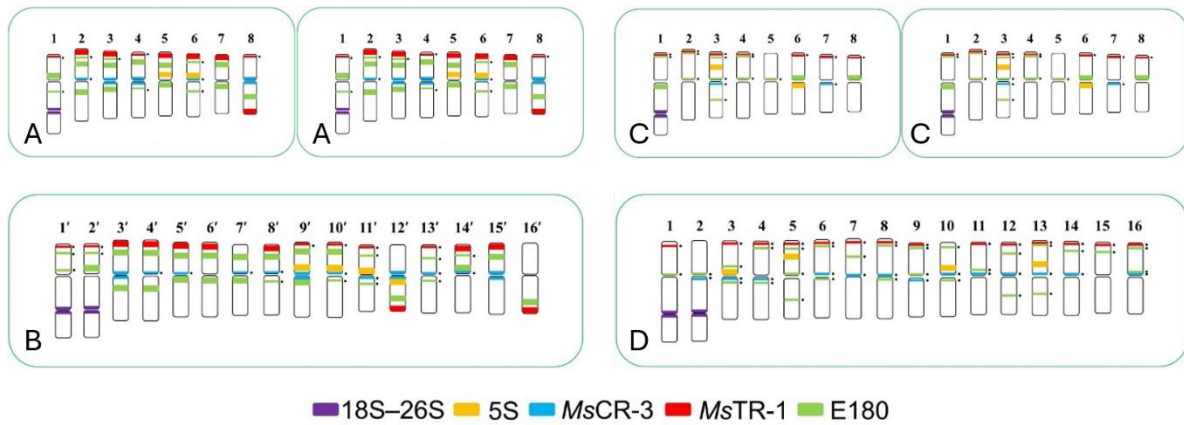 1 2 3 4 5 6 7 8
A
1 2 3 4 5 6 7 8
A
1 2 3 4 5 6 7 8
C
1 2 3 4 5 6 7 8
C
1′ 2′ 3′ 4′ 5′ 6′ 7′ 8′ 9′ 10′ 11′ 12′ 13′ 14′ 15′ 16′
B
1 2 3 4 5 6 7 8 9 10 11 12 13 14 15 16
D
18S–26S 5S MsCR-3 MsTR-1 E180